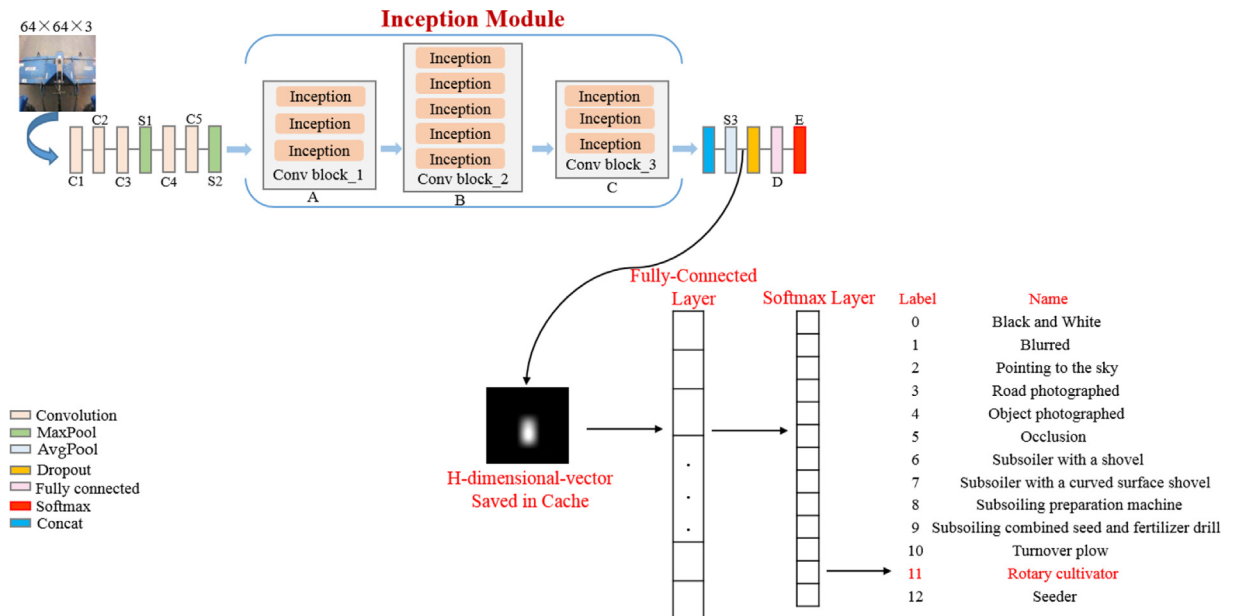 Inception Module
64×64×3
Inception
Inception
Inception
Conv block_1
A
Inception
Inception
Inception
Inception
Inception
Conv block_2
B
Inception
Inception
Inception
Conv block_3
C
C2
S1
C5
C1
C3
C4
S2
S3
E
D
Fully-Connected
Layer
Softmax Layer
Label Name
0 Black and White
1 Blurred
2 Pointing to the sky
3 Road photographed
4 Object photographed
5 Occlusion
6 Subsoiler with a shovel
7 Subsoiler with a curved surface shovel
8 Subsoiling preparation machine
9 Subsoiling combined seed and fertilizer drill
10 Turnover plow
11 Rotary cultivator
12 Seeder
H-dimensional-vector
Saved in Cache
Convolution
MaxPool
AvgPool
Dropout
Fully connected
Softmax
Concat